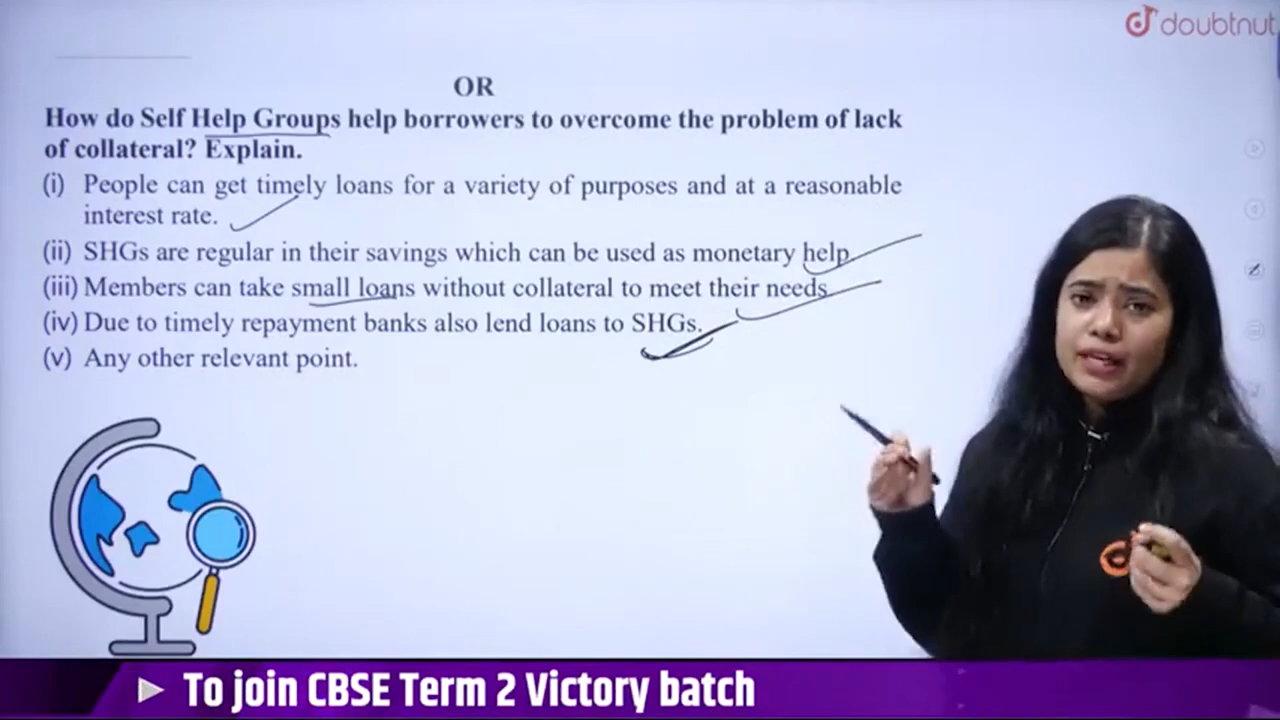 doubtnut
OR
How do Self Help Groups help borrowers to overcome the problem of lack
of collateral? Explain.
(i) People can get timely loans for a variety of purposes and at a reasonable
interest rate.
(ii) SHGs are regular in their savings which can be used as monetary help
(iii) Members can take small loans without collateral to meet their needs
(iv) Due to timely repayment banks also lend loans to SHGs.
(v) Any other relevant point.
To join CBSE Term 2 Victory batch